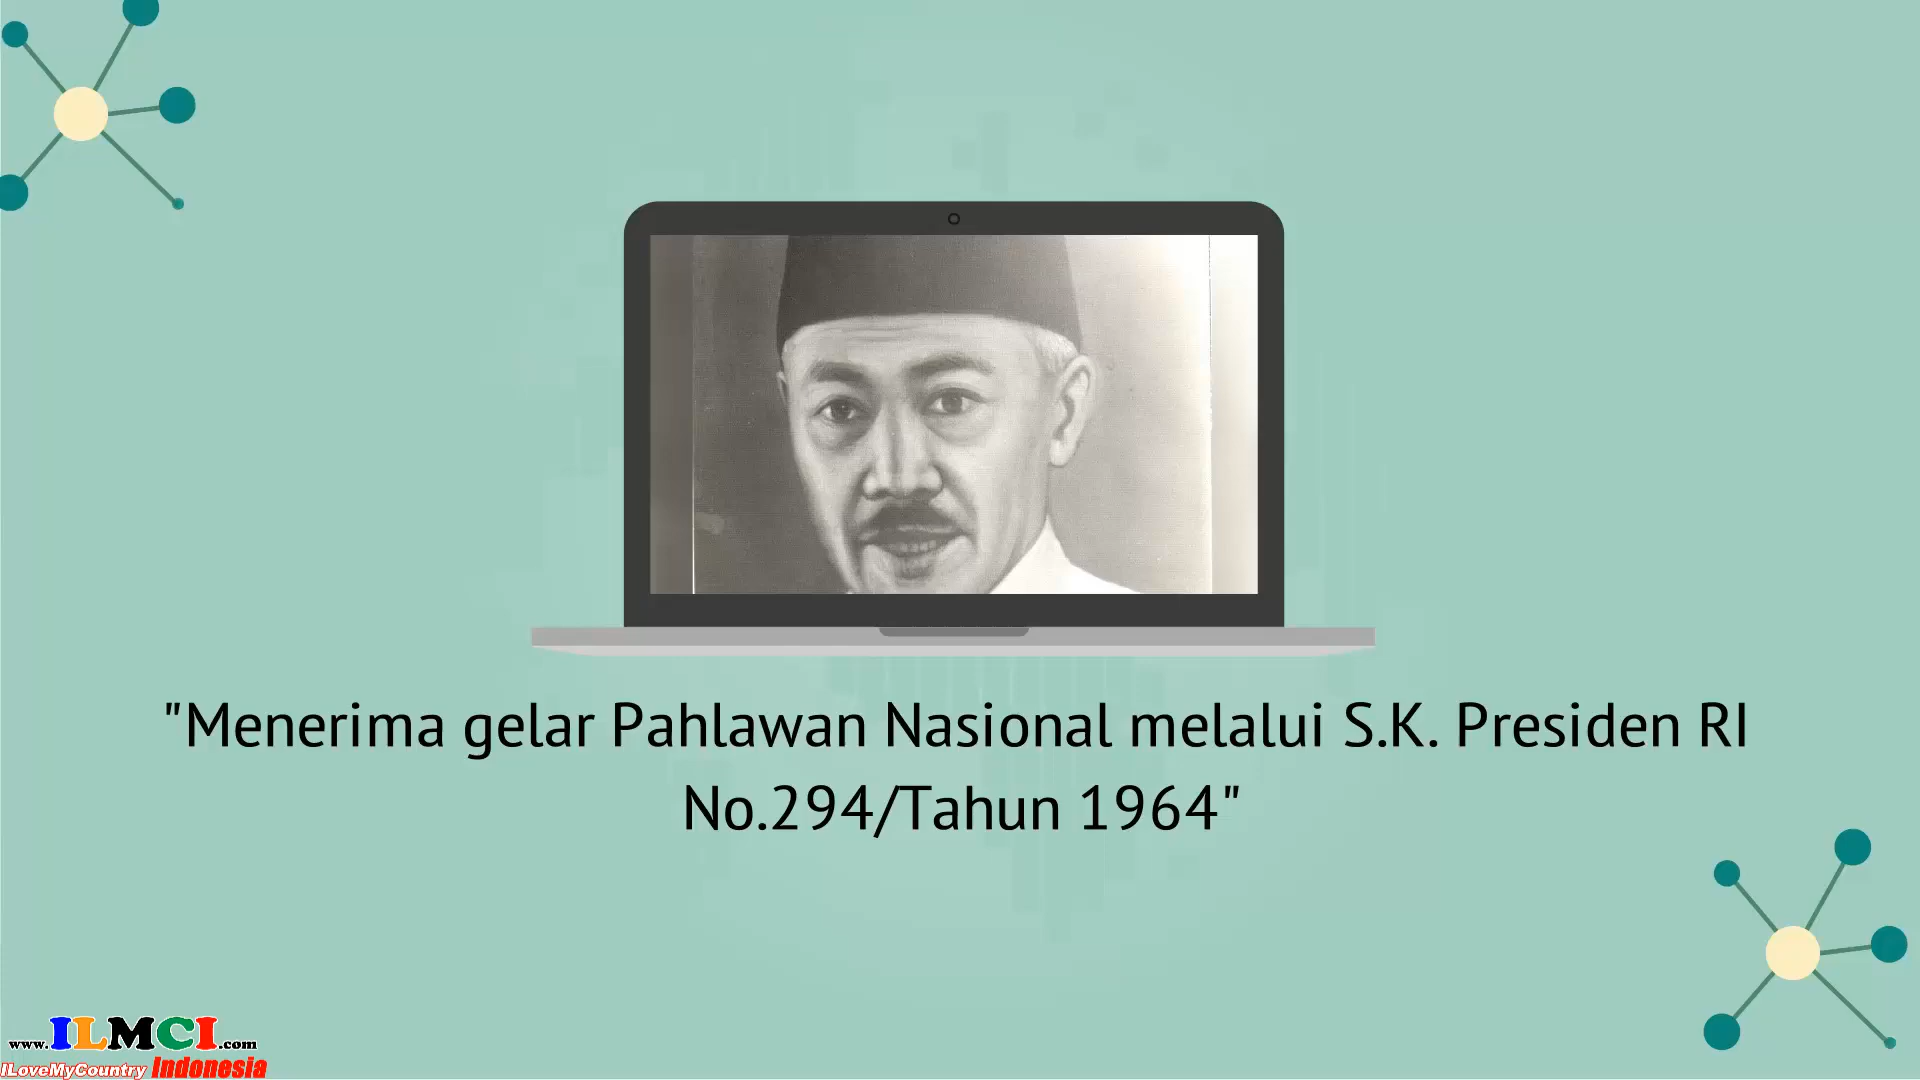 "Menerima gelar Pahlawan Nasional melalui S.K. Presiden RI
No.294/Tahun 1964"
www.ILMCI.com
ILoveMyCountry Indonesia